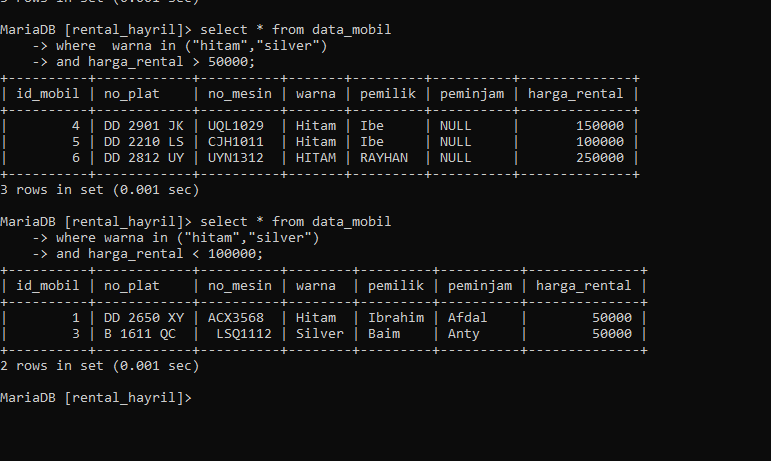 3 rows in set (0.001 sec)
MariaDB [rental_hayril]> select * from data_mobil
    -> where  warna in ("hitam","silver")
    -> and harga_rental > 50000;
+----------+------------+----------+--------+---------+----------+--------------+
| id_mobil | no_plat    | no_mesin | warna  | pemilik | peminjam | harga_rental |
+----------+------------+----------+--------+---------+----------+--------------+
|        4 | DD 2901 JK | UQL1029  | Hitam  | Ibe     | NULL     |       150000 |
|        5 | DD 2210 LS | CJH1011  | Hitam  | Ibe     | NULL     |       100000 |
|        6 | DD 2812 UY | UYN1312  | HITAM  | RAYHAN  | NULL     |       250000 |
+----------+------------+----------+--------+---------+----------+--------------+
3 rows in set (0.001 sec)
MariaDB [rental_hayril]> select * from data_mobil
    -> where warna in ("hitam","silver")
    -> and harga_rental < 100000;
+----------+------------+----------+--------+---------+----------+--------------+
| id_mobil | no_plat    | no_mesin | warna  | pemilik | peminjam | harga_rental |
+----------+------------+----------+--------+---------+----------+--------------+
|        1 | DD 2650 XY | ACX3568  | Hitam  | Ibrahim | Afdal    |        50000 |
|        3 | B 1611 QC  |  LSQ1112 | Silver | Baim    | Anty     |        50000 |
+----------+------------+----------+--------+---------+----------+--------------+
2 rows in set (0.001 sec)
MariaDB [rental_hayril]>